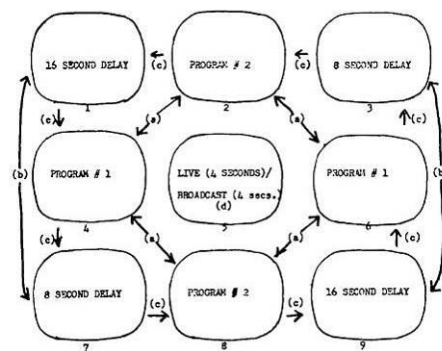 16 SECOND DELAY (c) PROGRAM # 2 (c) 8 SECOND DELAY
1 2 3
(c) (a) (a) (c)
(b) (b)
PROGRAM # 1 LIVE (4 SECONDS)/ PROGRAM # 1
BROADCAST (4 secs.)
(d)
4 5 6
(c) (a) (a) (c)
8 SECOND DELAY (c) PROGRAM # 2 (c) 16 SECOND DELAY
7 8 9